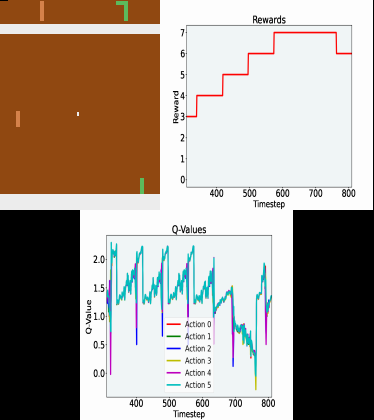 Rewards
7
6
5
4
3
2
1
0
Reward
400 500 600 700 800
Timestep
Q-Values
2.0
1.5
1.0
0.5
0.0
Q-Value
Action 0
Action 1
Action 2
Action 3
Action 4
Action 5
400 500 600 700 800
Timestep